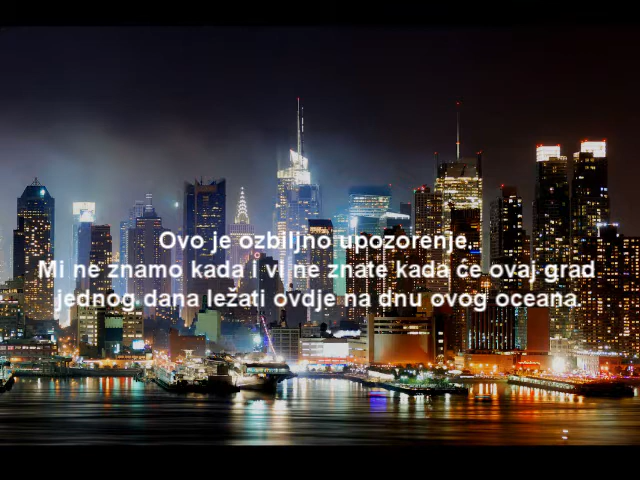 Ovo je ozbiljno upozorenje.
Mi ne znamo kada i vi ne znate kada će ovaj grad
jednog dana ležati ovdje na dnu ovog oceana.